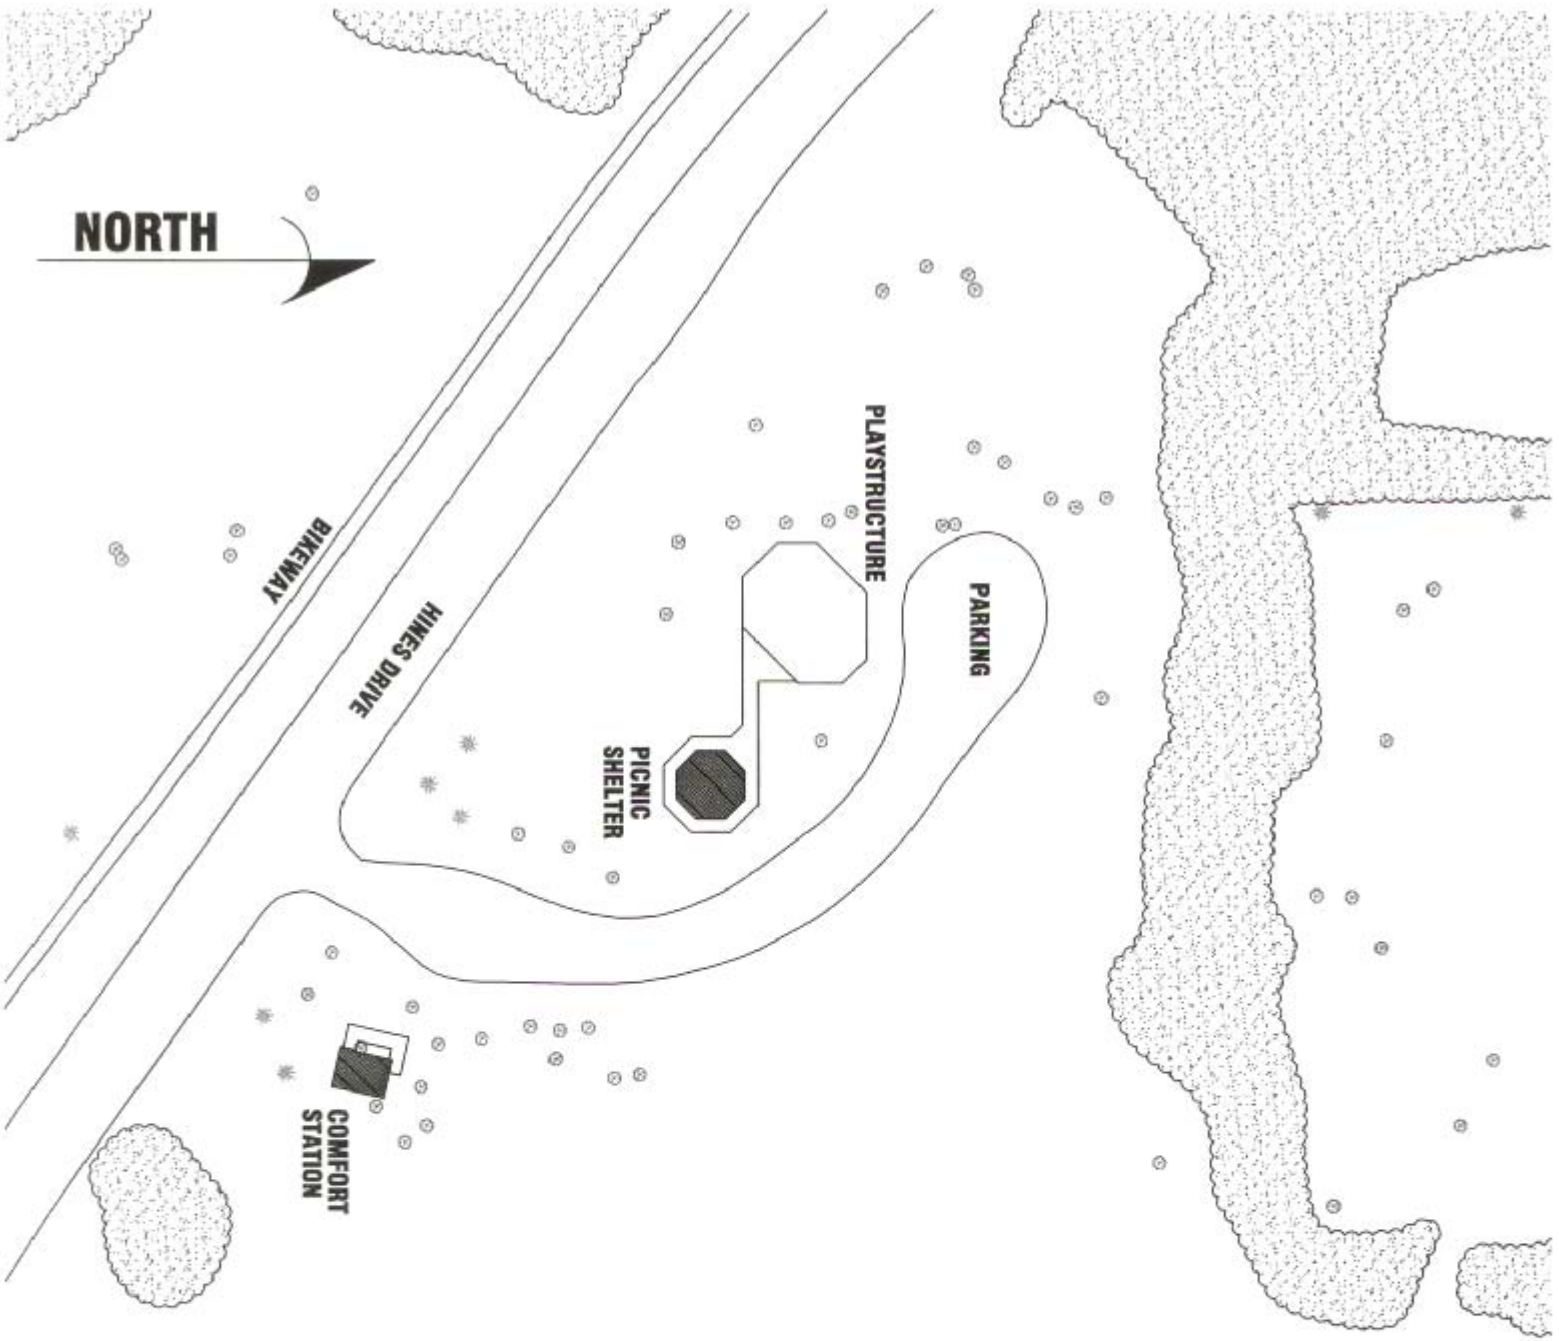 NORTH
PLAYSTRUCTURE
BIKEWAY
HINES DRIVE
PARKING
PICNIC
SHELTER
COMFORT
STATION